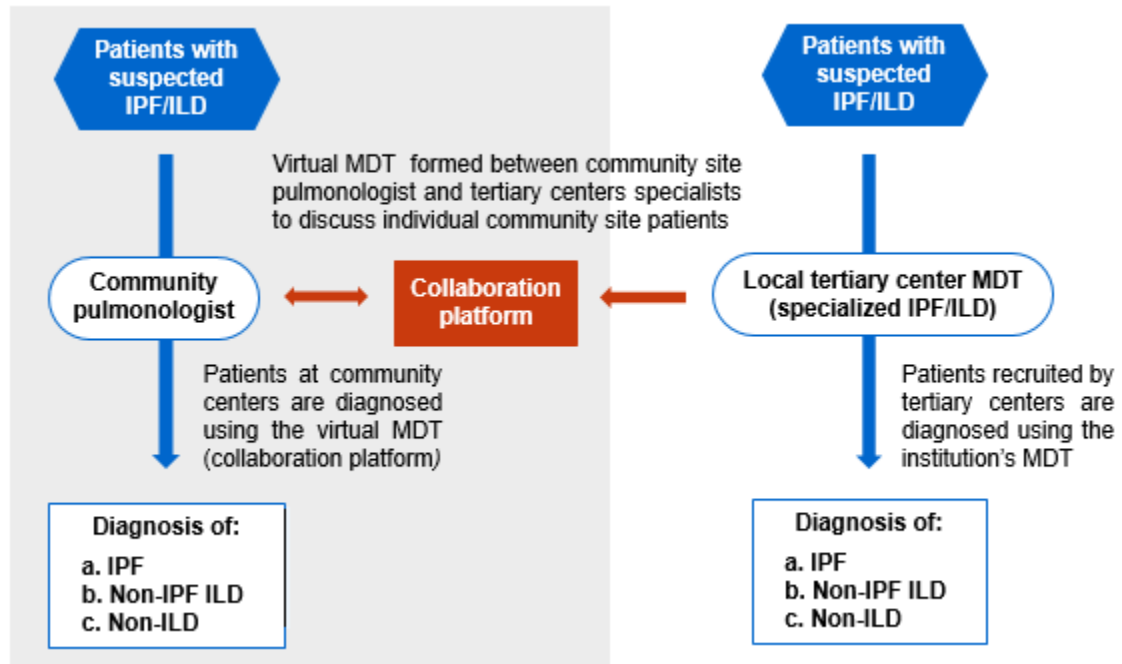 Patients with
suspected
IPF/ILD
Patients with
suspected
IPF/ILD
Virtual MDT formed between community site
pulmonologist and tertiary centers specialists
to discuss individual community site patients
Community
pulmonologist
Collaboration
platform
Local tertiary center MDT
(specialized IPF/ILD)
Patients at community
centers are diagnosed
using the virtual MDT
(collaboration platform)
Patients recruited by
tertiary centers are
diagnosed using the
institution's MDT
Diagnosis of:
a. IPF
b. Non-IPF ILD
c. Non-ILD
Diagnosis of:
a. IPF
b. Non-IPF ILD
c. Non-ILD